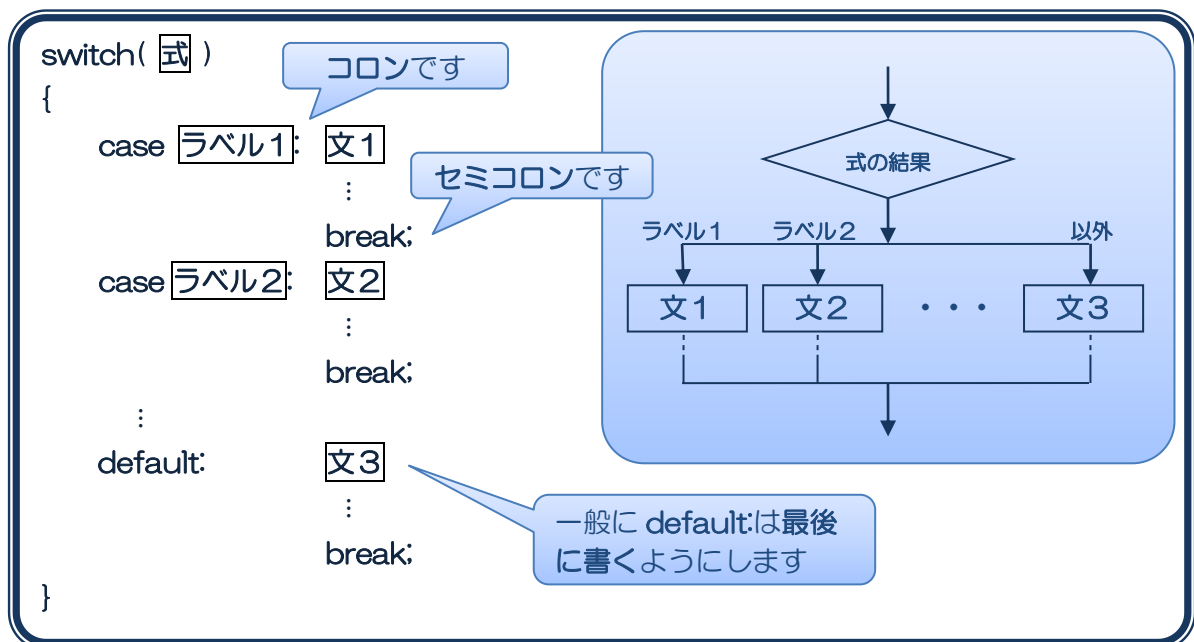 switch( 式 )
{
コロンです
case ラベル1: 文1
⋮
セミコロンです
break;
case ラベル2: 文2
⋮
break;
⋮
default: 文3
⋮
break;
}
一般に default:は最後
に書くようにします
式の結果
ラベル1 ラベル2 以外
文1 文2 ・・・ 文3